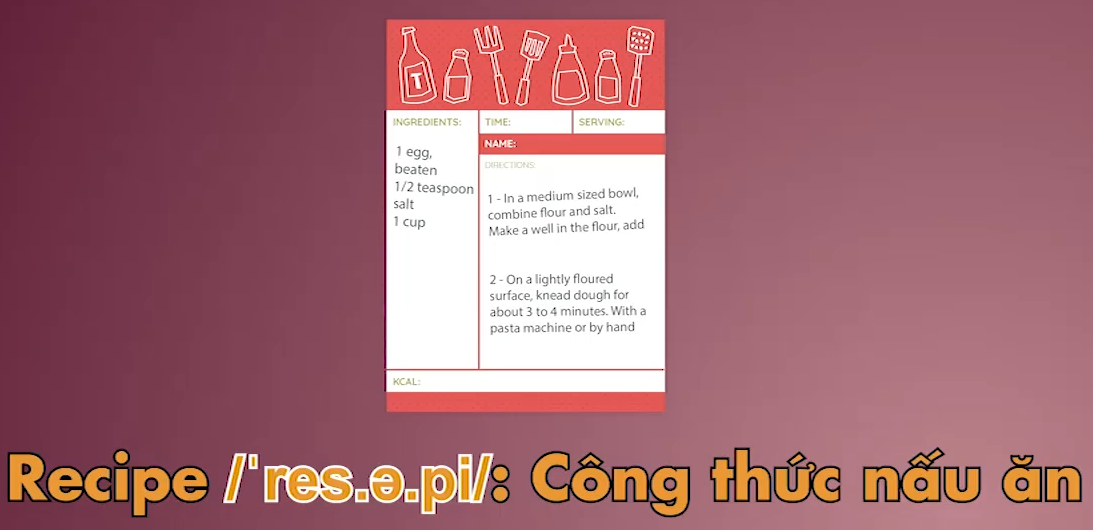 T
INGREDIENTS:
TIME:
SERVING:
NAME:
DIRECTIONS:
1 egg,
beaten
1/2 teaspoon
salt
1 cup
1 - In a medium sized bowl,
combine flour and salt.
Make a well in the flour, add
2 - On a lightly floured
surface, knead dough for
about 3 to 4 minutes. With a
pasta machine or by hand
KCAL:
Recipe /ˈres.ə.pi/: Công thức nấu ăn